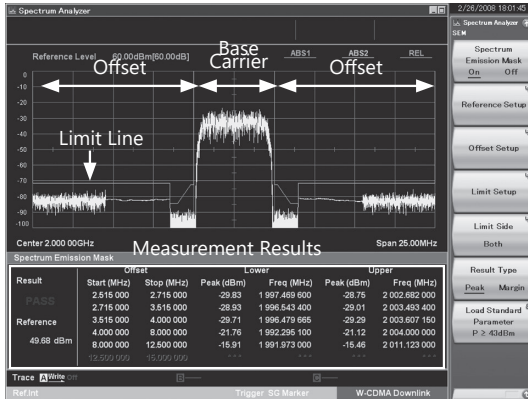 Spectrum Analyzer
2/26/2008 18:01:45
Spectrum Analyzer
SEM
Spectrum
Emission Mask
On Off
Reference Setup
Offset Setup
Limit Setup
Limit Side
Both
Result Type
Peak Margin
Load Standard
Parameter
P ≥ 43dBm
Reference Level 60.00dBm[60.00dB]
ABS1 ABS2 REL
Offset
Base
Carrier
Offset
Limit Line
0
-10
-20
-30
-40
-50
-60
-70
-80
-90
-100
Center 2.000 00GHz
Span 25.00MHz
Measurement Results
Spectrum Emission Mask
Offset Lower Upper
Result Start (MHz) Stop (MHz) Peak (dBm) Freq (MHz) Peak (dBm) Freq (MHz)
PASS
Reference
49.68 dBm
2.515 000 2.715 000 -29.83 1 997.469 600 -28.75 2 002.682 000
2.715 000 3.515 000 -28.93 1 996.543 400 -29.01 2 003.493 400
3.515 000 4.000 000 -29.71 1 996.479 665 -29.29 2 003.607 150
4.000 000 8.000 000 -21.76 1 992.295 100 -21.12 2 004.000 000
8.000 000 12.500 000 -15.91 1 991.973 000 -15.46 2 011.123 000
12.500 000 15.000 000 --- --- --- ---
Trace A Write Off
Ref.Int Trigger SG Marker W-CDMA Downlink